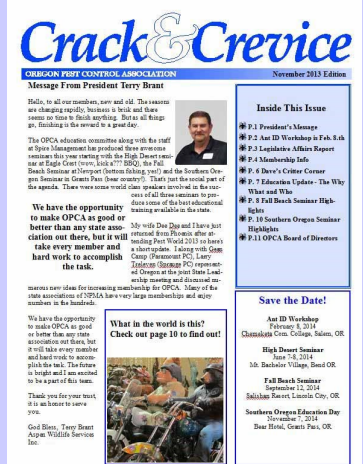 Crack & Crevice
OREGON PEST CONTROL ASSOCIATION
November 2013 Edition
Message From President Terry Brant
Hello, to all our members, new and old. The seasons
are changing rapidly, business is brisk and there
seems no time to finish anything. But as all things
go, finishing is the reward to a great day.
The OPCA education committee along with the staff
at Spice Management has produced three awesome
seminars this year starting with the High Desert semi-
nar at Eagle Crest (wow, kick a??? BBQ), the Fall
Beach Seminar at Newport (bottom fishing, yes!) and the Southern Ore-
gon Seminar in Grants Pass (bear country!). That's just the social part of
the agenda. There were some world class speakers involved in the suc-
cess of all three seminars to pro-
duce some of the best educational
training available in the state.
We have the opportunity
to make OPCA as good or
better than any state asso-
ciation out there, but it will
take every member and
hard work to accomplish
the task.
My wife Dee Dee and I have just
returned from Phoenix after at-
tending Pest World 2013 so here's
a short update. I along with Gean
Camp (Paramount PC), Larry
Treleven (Sprague PC) represent-
ed Oregon at the joint State Lead-
ership meeting and discussed nu-
merous new ideas for increasing membership for OPCA. Many of the
state associations of NPMA have very large memberships and enjoy
numbers in the hundreds.
We have the opportunity
to make OPCA as good
or better than any state
association out there, but
it will take every member
and hard work to accom-
plish the task. The future
is bright and I am excited
to be a part of this team.
Thank you for your trust,
it is an honor to serve
you.
God Bless, Terry Brant
Aspen Wildlife Services
Inc.
What in the world is this?
Check out page 10 to find out!
Inside This Issue
P.1 President's Message
P.2 Ant ID Workshop is Feb. 8th
P.3 Legislative Affairs Report
P.4 Membership Info
P. 6 Dave's Critter Corner
P. 7 Education Update - The Why
What and Who
P. 8 Fall Beach Seminar High-
lights
P. 10 Southern Oregon Seminar
Highlights
P.11 OPCA Board of Directors
Save the Date!
Ant ID Workshop
February 8, 2014
Chemeketa Com. College, Salem, OR
High Desert Seminar
June 7-8, 2014
Mt. Bachelor Village, Bend OR
Fall Beach Seminar
September 12, 2014
Salishan Resort, Lincoln City, OR
Southern Oregon Education Day
November 7, 2014
Bear Hotel, Grants Pass, OR